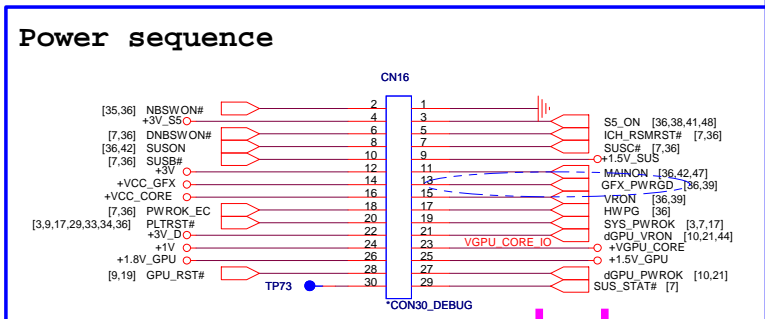 Power sequence
CN16
[35,36] NBSWON# 2 1
+3V_S5 4 3 S5_ON [36,38,41,48]
[7,36] DNBSWON# 6 5 ICH_RSMRST# [7,36]
[36,42] SUSON 8 7 SUSC# [7,36]
[7,36] SUSB# 10 9 +1.5V_SUS
+3V 12 11 MAINON [36,42,47]
+VCC_GFX 14 13 GFX_PWRGD [36,39]
+VCC_CORE 16 15 VRON [36,39]
[7,36] PWROK_EC 18 17 HWPG [36]
[3,9,17,29,33,34,36] PLTRST# 20 19 SYS_PWROK [3,7,17]
+3V_D 22 21 dGPU_VRON [10,21,44]
+1V 24 23 VGPU_CORE_IO +VGPU_CORE
+1.8V_GPU 26 25 +1.5V_GPU
[9,19] GPU_RST# 28 27 dGPU_PWROK [10,21]
TP73 30 29 SUS_STAT# [7]
*CON30_DEBUG